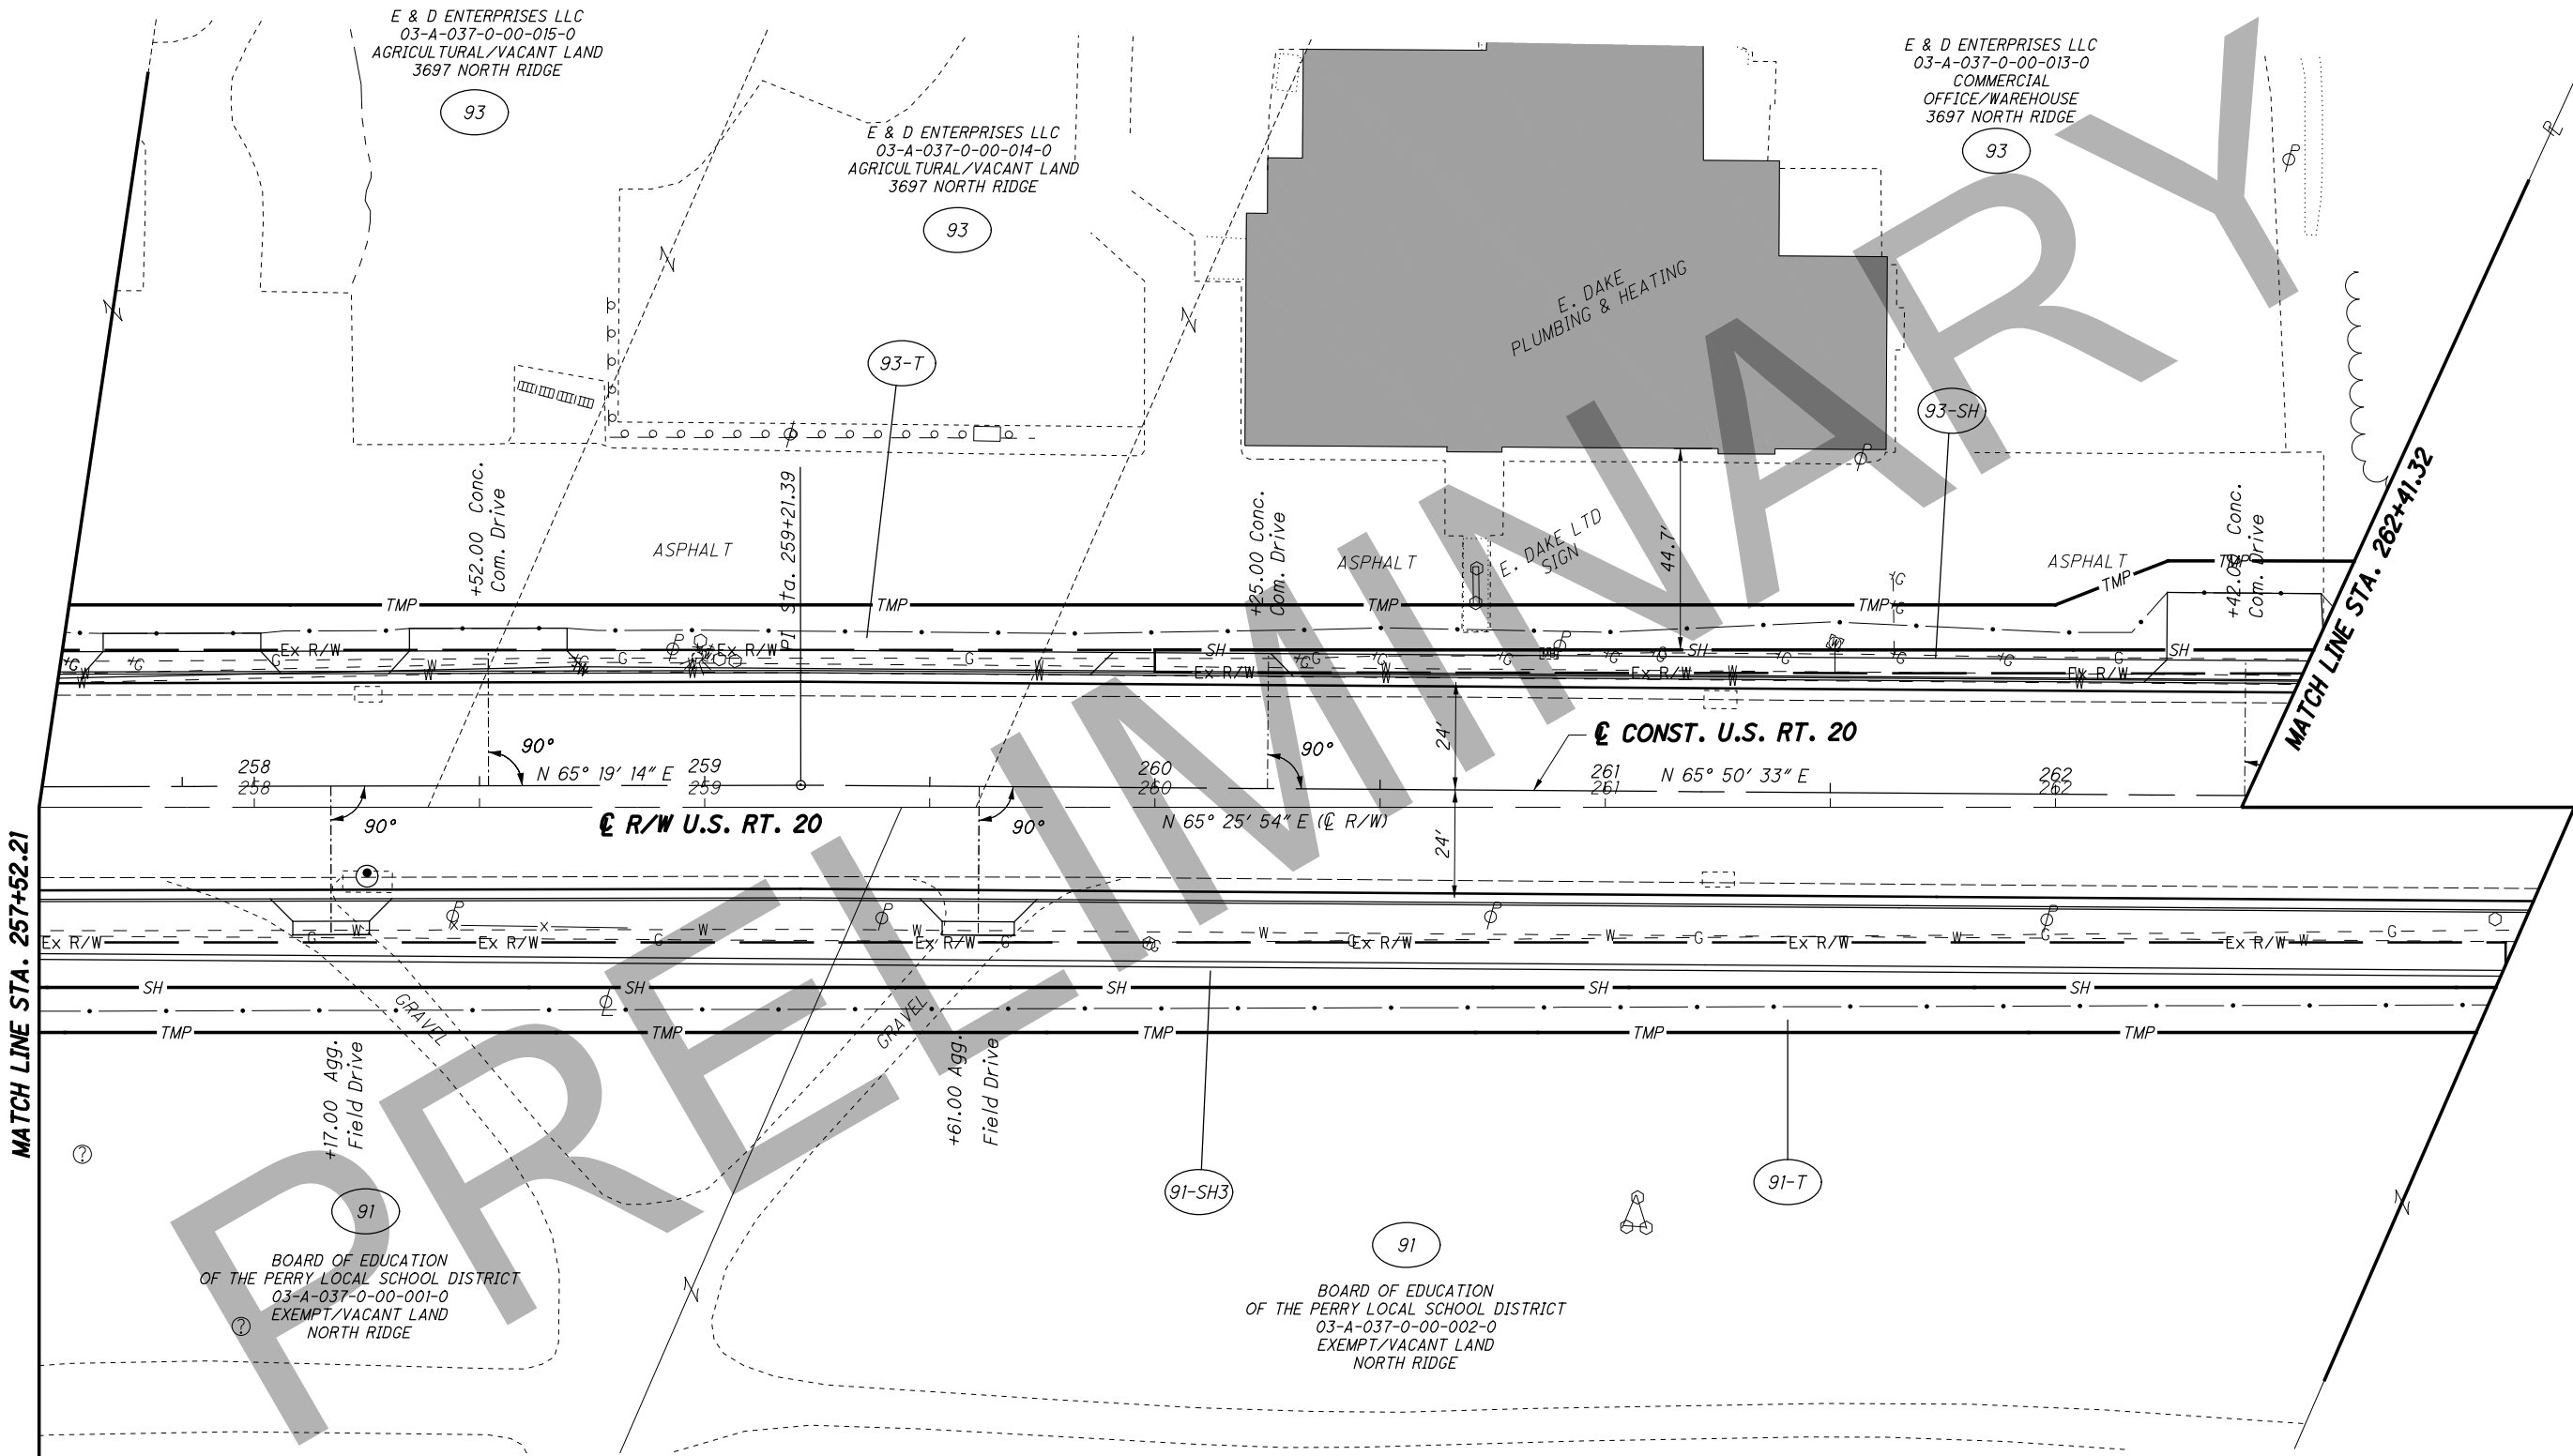 E & D ENTERPRISES LLC
03-A-037-0-00-015-0
AGRICULTURAL/VACANT LAND
3697 NORTH RIDGE
93
E & D ENTERPRISES LLC
03-A-037-0-00-014-0
AGRICULTURAL/VACANT LAND
3697 NORTH RIDGE
93
E & D ENTERPRISES LLC
03-A-037-0-00-013-0
COMMERCIAL
OFFICE/WAREHOUSE
3697 NORTH RIDGE
93
E. DAKE
PLUMBING & HEATING
93-T
93-SH
+52.00 Conc.
Com. Drive
PI Sta. 259+21.39
+25.00 Conc.
Com. Drive
E. DAKE LTD
SIGN
44.7'
+42.00 Conc.
Com. Drive
ASPHALT
ASPHALT
ASPHALT
MATCH LINE STA. 262+41.32
TMP
TMP
TMP
TMP
TMP
TMP
Ex R/W
Ex R/W
SH
SH
SH
Ex R/W
Ex R/W
Ex R/W
24'
24'
℄ CONST. U.S. RT. 20
90°
90°
N 65° 19' 14" E
N 65° 50' 33" E
258
259
260
261
262
258
259
260
261
262
90°
90°
℄ R/W U.S. RT. 20
N 65° 25' 54" E (℄ R/W)
MATCH LINE STA. 257+52.21
Ex R/W
Ex R/W
Ex R/W
Ex R/W
Ex R/W
Ex R/W
SH
SH
SH
SH
SH
TMP
TMP
TMP
TMP
TMP
GRAVEL
GRAVEL
+17.00 Agg.
Field Drive
+61.00 Agg.
Field Drive
91-SH3
91-T
91
BOARD OF EDUCATION
OF THE PERRY LOCAL SCHOOL DISTRICT
03-A-037-0-00-001-0
EXEMPT/VACANT LAND
NORTH RIDGE
91
BOARD OF EDUCATION
OF THE PERRY LOCAL SCHOOL DISTRICT
03-A-037-0-00-002-0
EXEMPT/VACANT LAND
NORTH RIDGE
PRELIMINARY